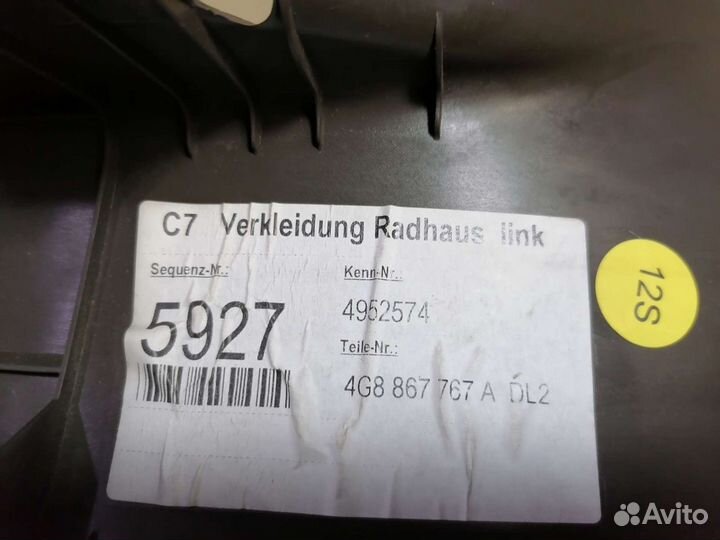 C7 Verkleidung Radhaus link
Sequenz-Nr.:
Kenn-Nr.:
5927
4952574
Teile-Nr.:
4G8 867 767 A DL2
12S
Avito